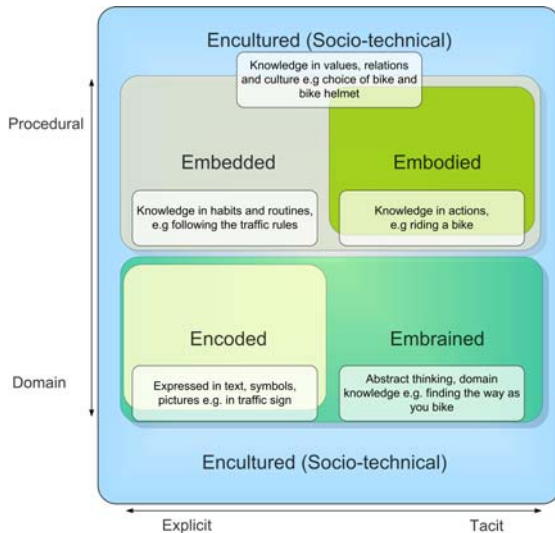 Encultured (Socio-technical)
Knowledge in values, relations
and culture e.g choice of bike and
bike helmet
Procedural
Embedded
Embodied
Knowledge in habits and routines,
e.g following the traffic rules
Knowledge in actions,
e.g riding a bike
Encoded
Embrained
Domain
Expressed in text, symbols,
pictures e.g. in traffic sign
Abstract thinking, domain
knowledge e.g. finding the way as
you bike
Encultured (Socio-technical)
Explicit
Tacit